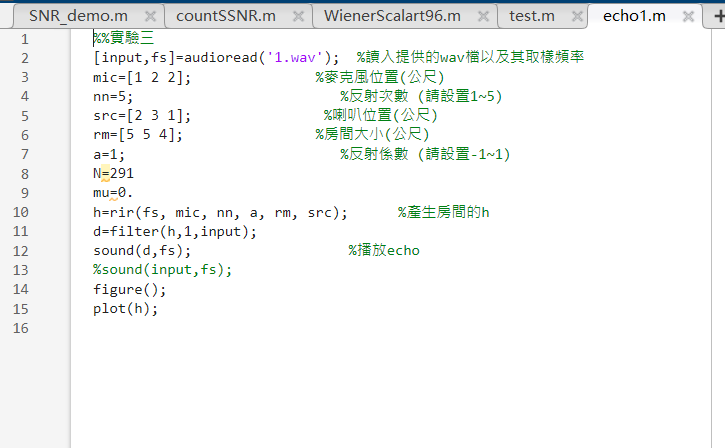 SNR_demo.m × countSSNR.m × WienerScalart96.m × test.m × echo1.m × +
1 %%實驗三
2 [input,fs]=audioread('1.wav'); %讀入提供的wav檔以及其取樣頻率
3 mic=[1 2 2]; %麥克風位置(公尺)
4 nn=5; %反射次數 (請設置1~5)
5 src=[2 3 1]; %喇叭位置(公尺)
6 rm=[5 5 4]; %房間大小(公尺)
7 a=1; %反射係數 (請設置-1~1)
8 N=291
9 mu=0.
10 h=rir(fs, mic, nn, a, rm, src); %產生房間的h
11 d=filter(h,1,input);
12 sound(d,fs); %播放echo
13 %sound(input,fs);
14 figure();
15 plot(h);
16